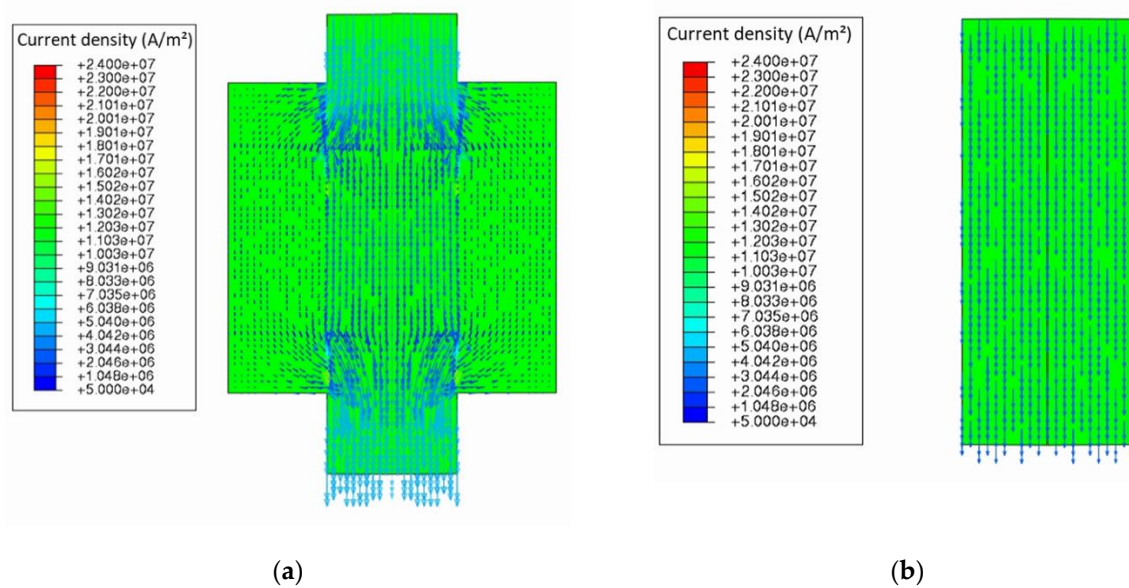 Current density (A/m²)
+2.400e+07
+2.300e+07
+2.200e+07
+2.101e+07
+2.001e+07
+1.901e+07
+1.801e+07
+1.701e+07
+1.602e+07
+1.502e+07
+1.402e+07
+1.302e+07
+1.203e+07
+1.103e+07
+1.003e+07
+9.031e+06
+8.033e+06
+7.035e+06
+6.038e+06
+5.040e+06
+4.042e+06
+3.044e+06
+2.046e+06
+1.048e+06
+5.000e+04
(a)
Current density (A/m²)
+2.400e+07
+2.300e+07
+2.200e+07
+2.101e+07
+2.001e+07
+1.901e+07
+1.801e+07
+1.701e+07
+1.602e+07
+1.502e+07
+1.402e+07
+1.302e+07
+1.203e+07
+1.103e+07
+1.003e+07
+9.031e+06
+8.033e+06
+7.035e+06
+6.038e+06
+5.040e+06
+4.042e+06
+3.044e+06
+2.046e+06
+1.048e+06
+5.000e+04
(b)